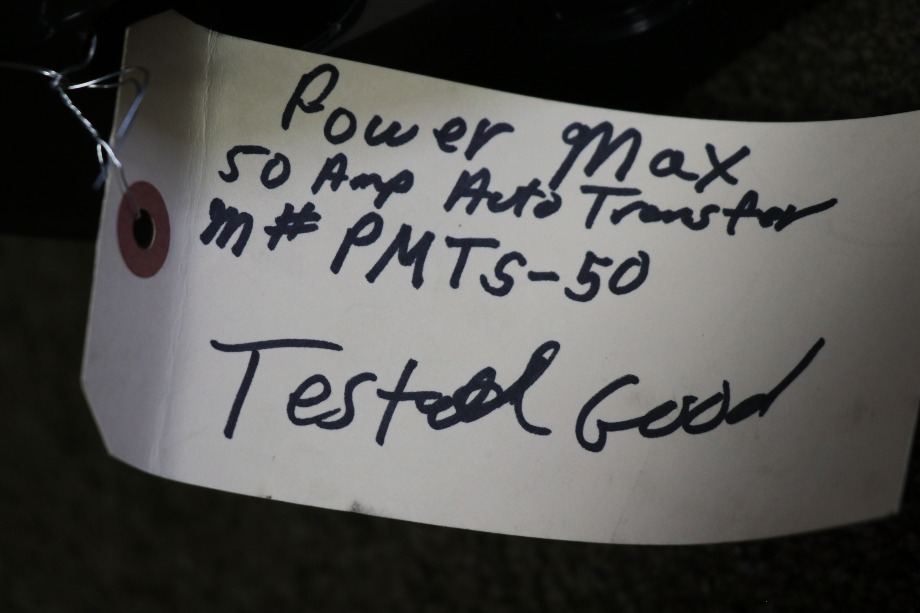 Power Max
50 Amp Auto Transfer
M# PMTS-50
Tested Good